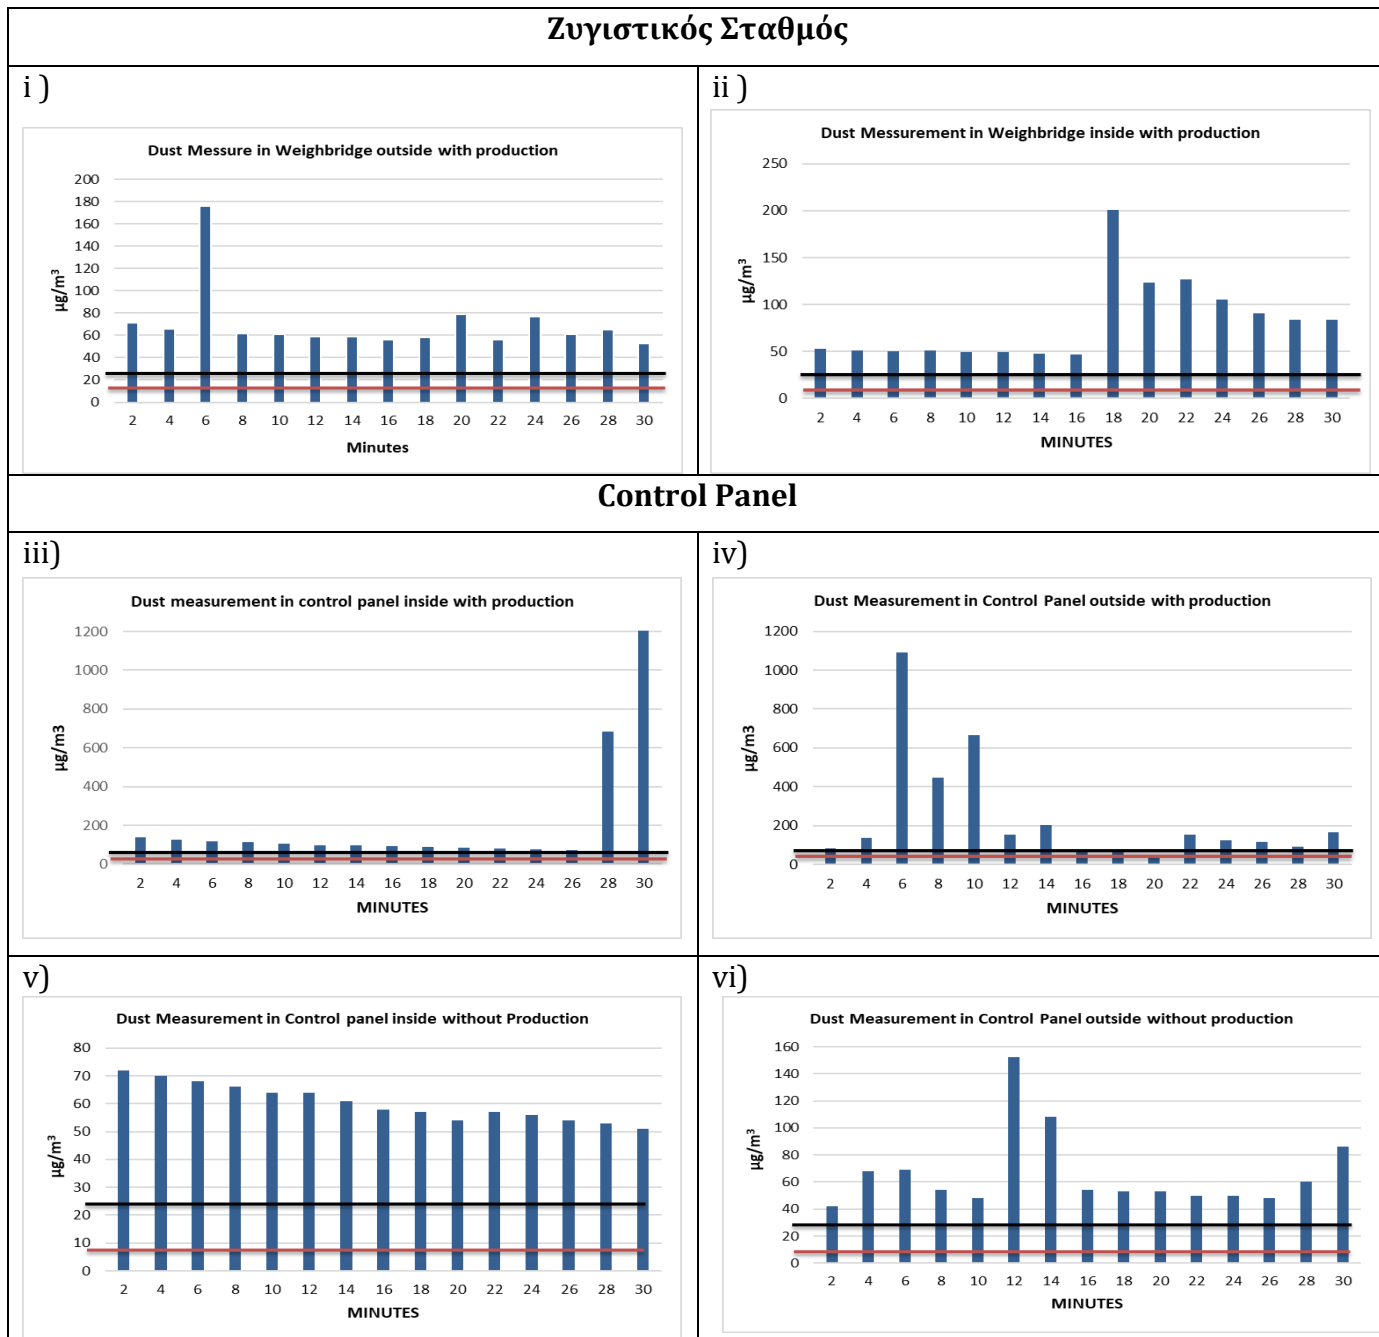 Ζυγιστικός Σταθμός
i )
Dust Messure in Weighbridge outside with production
200
180
160
140
120
100
80
60
40
20
0
µg/m³
2 4 6 8 10 12 14 16 18 20 22 24 26 28 30
Minutes
ii )
Dust Messurement in Weighbridge inside with production
250
200
150
100
50
0
µg/m³
2 4 6 8 10 12 14 16 18 20 22 24 26 28 30
MINUTES
Control Panel
iii)
Dust measurement in control panel inside with production
1200
1000
800
600
400
200
0
µg/m3
2 4 6 8 10 12 14 16 18 20 22 24 26 28 30
MINUTES
iv)
Dust Measurement in Control Panel outside with production
1200
1000
800
600
400
200
0
µg/m3
2 4 6 8 10 12 14 16 18 20 22 24 26 28 30
MINUTES
v)
Dust Measurement in Control panel inside without Production
80
70
60
50
40
30
20
10
0
µg/m³
2 4 6 8 10 12 14 16 18 20 22 24 26 28 30
MINUTES
vi)
Dust Measurement in Control Panel outside without production
160
140
120
100
80
60
40
20
0
µg/m³
2 4 6 8 10 12 14 16 18 20 22 24 26 28 30
MINUTES